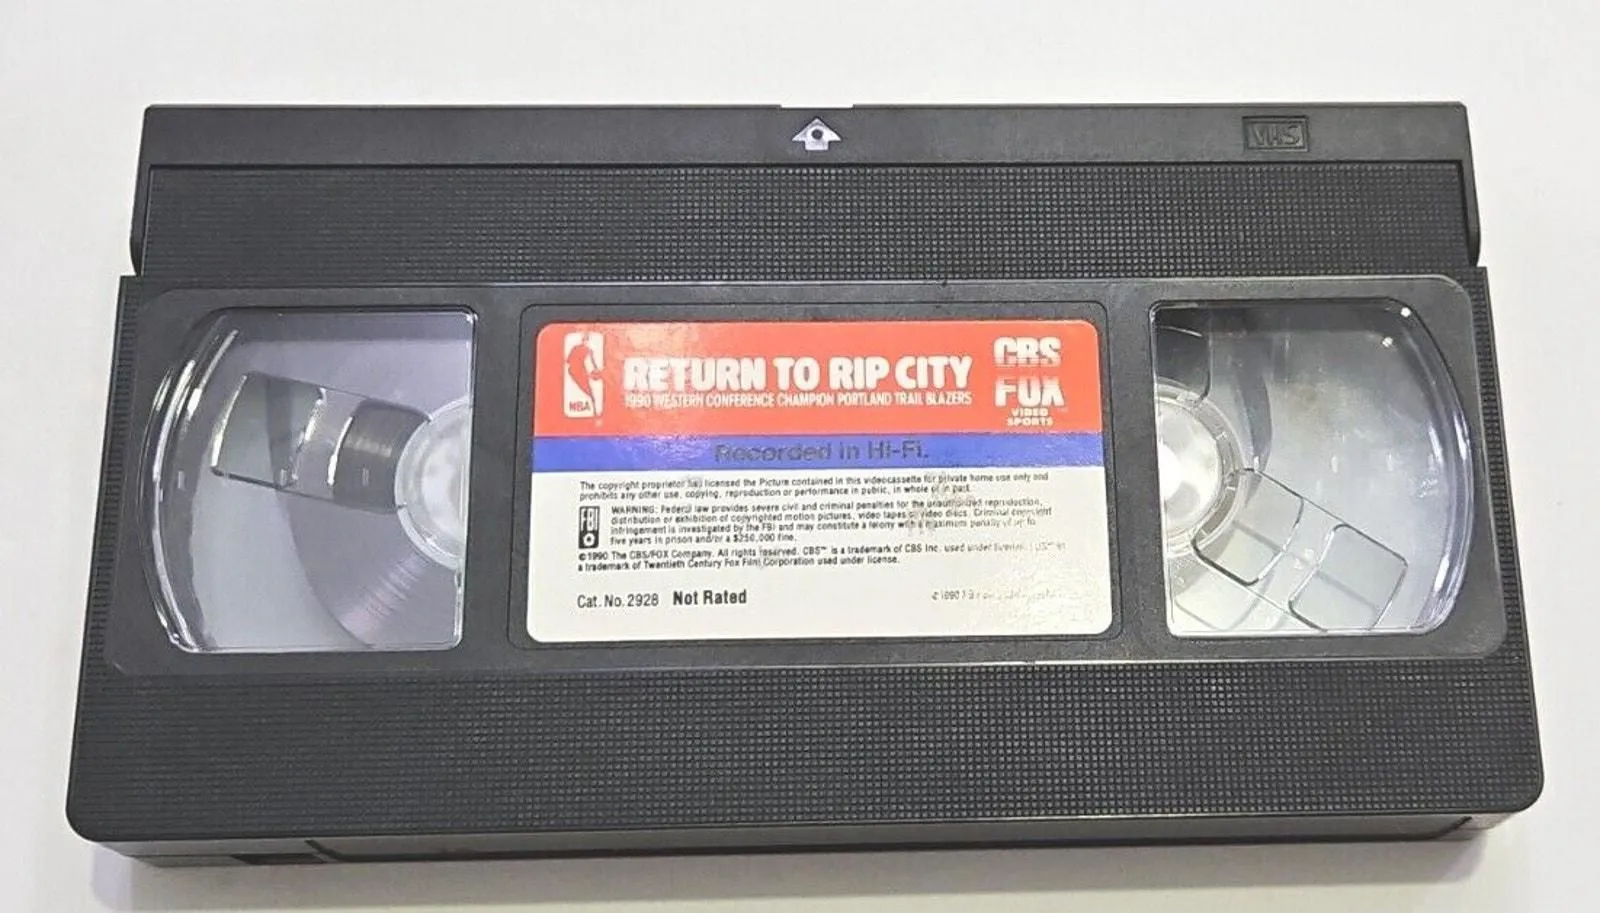 VHS
NBA
RETURN TO RIP CITY
1990 WESTERN CONFERENCE CHAMPION PORTLAND TRAIL BLAZERS
CBS
FOX
VIDEO
SPORTS
Recorded in Hi-Fi.
The copyright proprietor has licensed the Picture contained in this videocassette for private home use only and
prohibits any other use, copying, reproduction or performance in public, in whole or in part.
FBI
WARNING: Federal law provides severe civil and criminal penalties for the unauthorized reproduction,
distribution or exhibition of copyrighted motion pictures, video tapes or video discs. Criminal copyright
infringement is investigated by the FBI and may constitute a felony with a maximum penalty of up to
five years in prison and/or a $250,000 fine.
©1990 The CBS/FOX Company. All rights reserved. CBS™ is a trademark of CBS Inc. used under license.
a trademark of Twentieth Century Fox Film Corporation used under license.
Cat. No. 2928 Not Rated
©1990